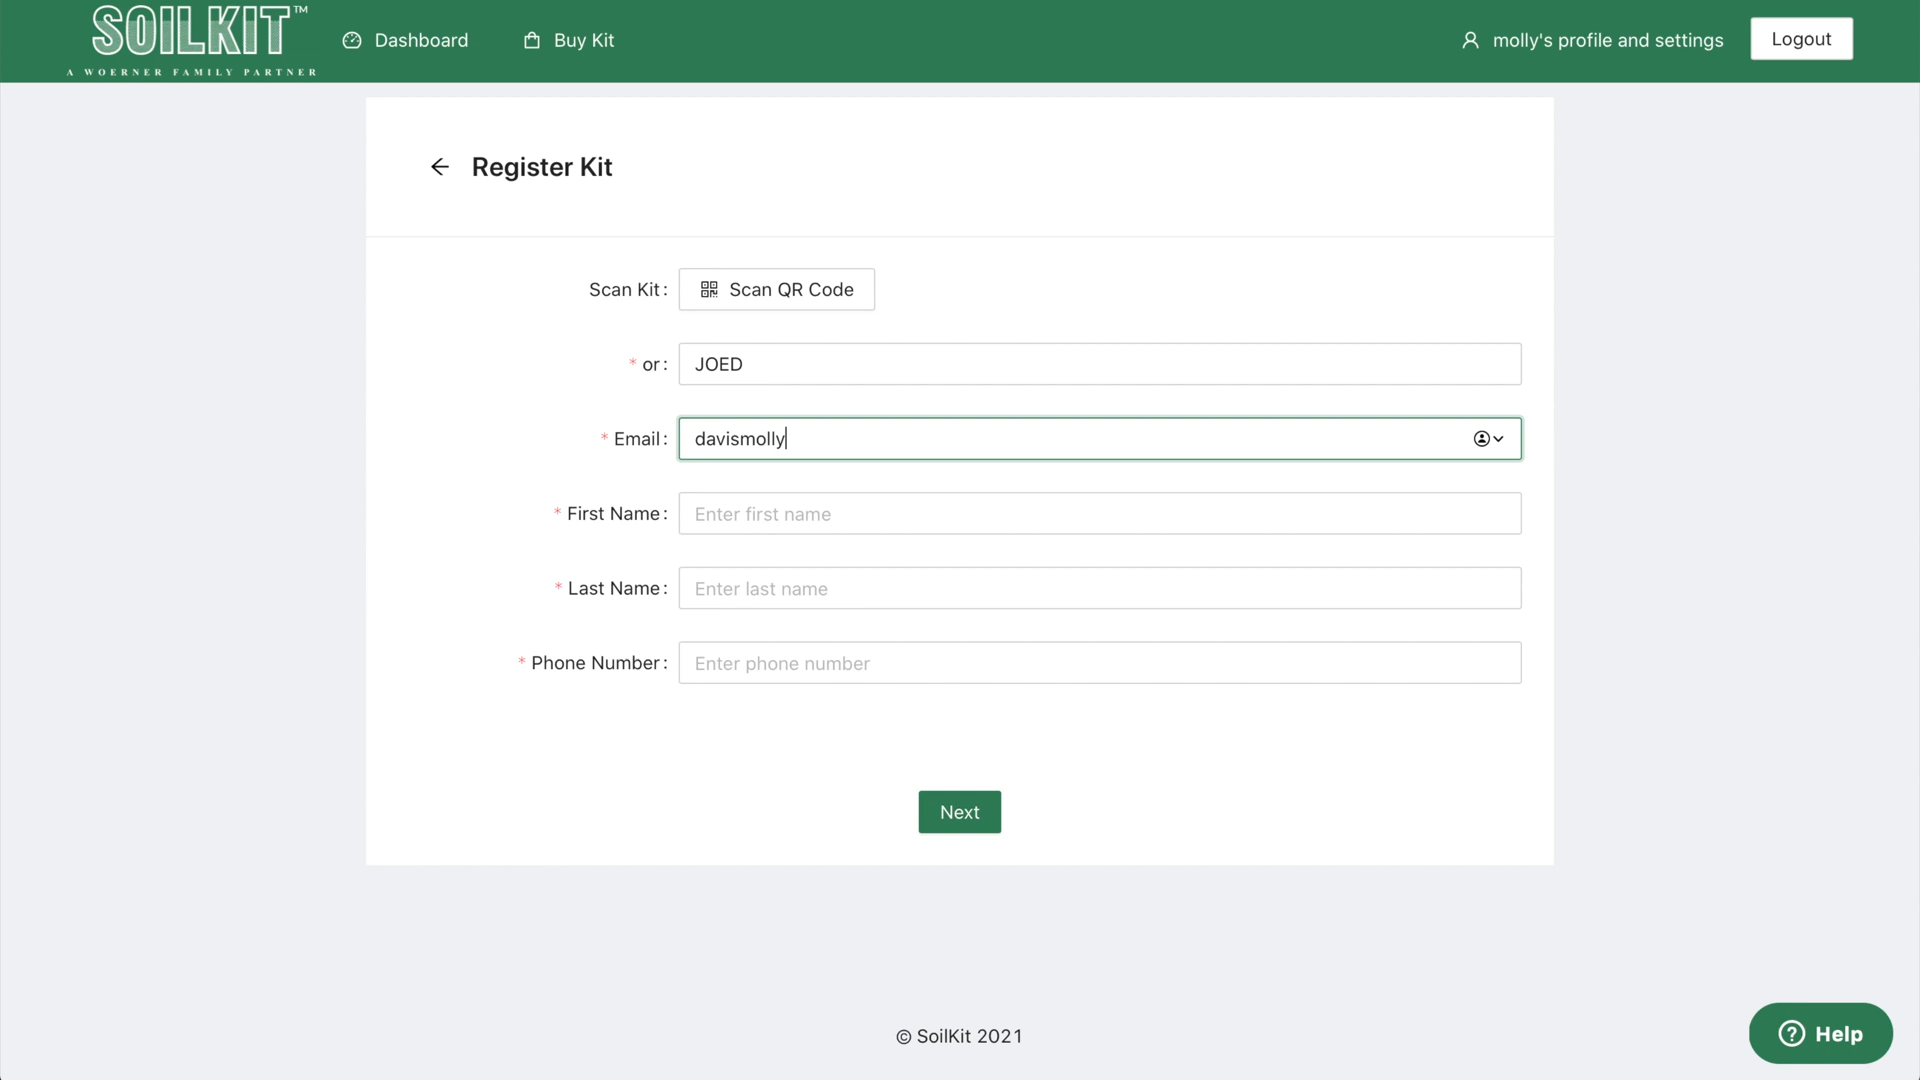 SOILKIT™
A WOERNER FAMILY PARTNER
Dashboard
Buy Kit
molly's profile and settings
Logout
Register Kit
Scan Kit:
Scan QR Code
* or:
JOED
* Email:
davismolly
* First Name:
Enter first name
* Last Name:
Enter last name
* Phone Number:
Enter phone number
Next
© SoilKit 2021
? Help